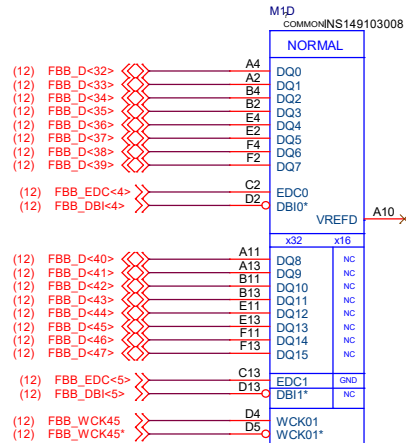 M1D
COMMON INS149103008
NORMAL
(12) FBB_D<32> A4 DQ0
(12) FBB_D<33> A2 DQ1
(12) FBB_D<34> B4 DQ2
(12) FBB_D<35> B2 DQ3
(12) FBB_D<36> E4 DQ4
(12) FBB_D<37> E2 DQ5
(12) FBB_D<38> F4 DQ6
(12) FBB_D<39> F2 DQ7
(12) FBB_EDC<4> C2 EDC0
(12) FBB_DBI<4> D2 DBI0*
VREFD A10
x32 x16
(12) FBB_D<40> A11 DQ8 NC
(12) FBB_D<41> A13 DQ9 NC
(12) FBB_D<42> B11 DQ10 NC
(12) FBB_D<43> B13 DQ11 NC
(12) FBB_D<44> E11 DQ12 NC
(12) FBB_D<45> E13 DQ13 NC
(12) FBB_D<46> F11 DQ14 NC
(12) FBB_D<47> F13 DQ15 NC
(12) FBB_EDC<5> C13 EDC1 GND
(12) FBB_DBI<5> D13 DBI1* NC
(12) FBB_WCK45 D4 WCK01
(12) FBB_WCK45* D5 WCK01*